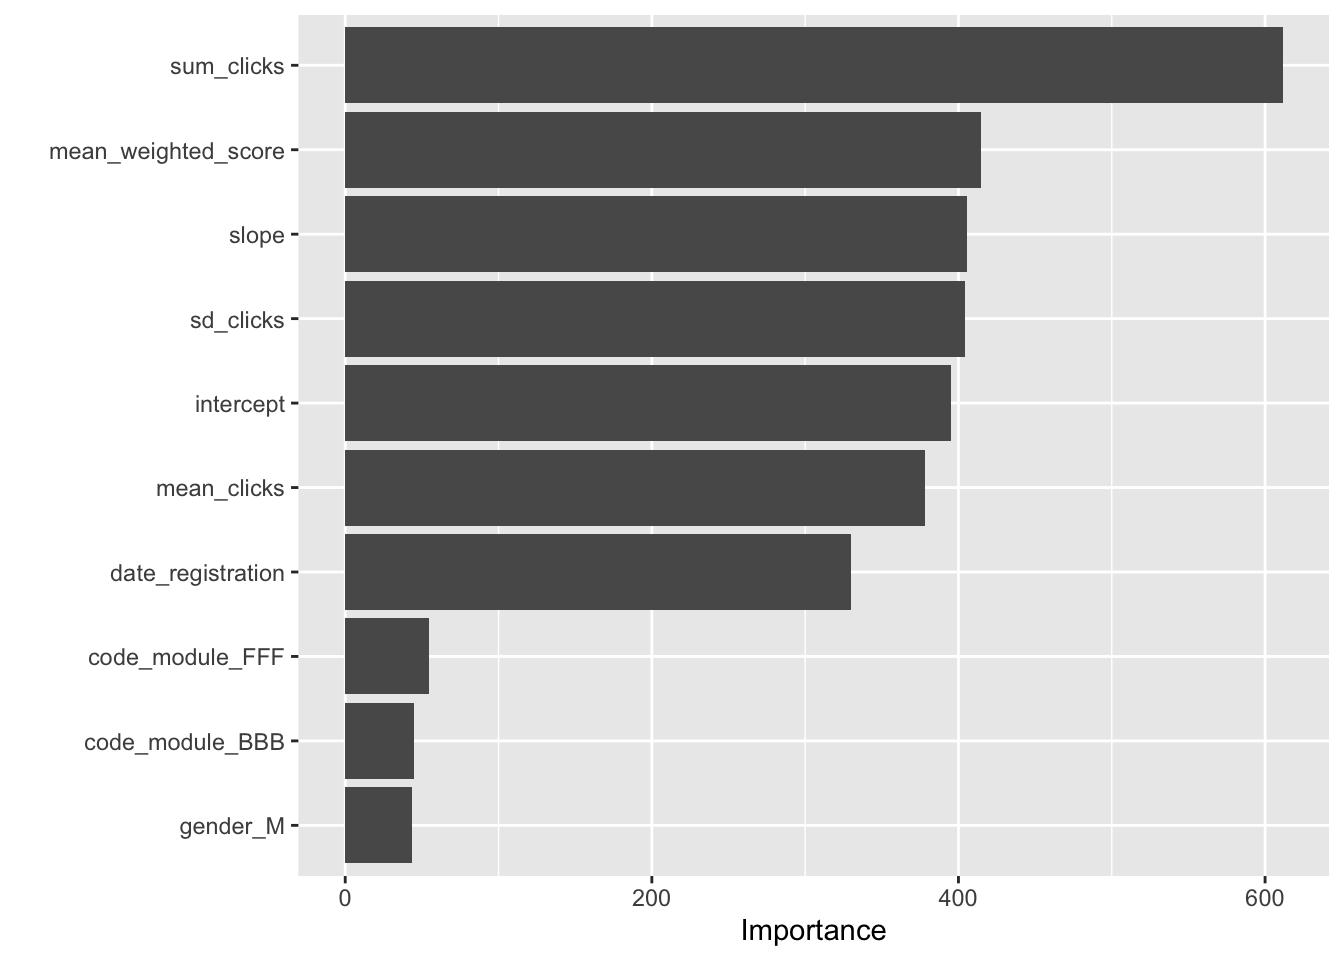 sum_clicks
mean_weighted_score
slope
sd_clicks
intercept
mean_clicks
date_registration
code_module_FFF
code_module_BBB
gender_M
0 200 400 600
Importance